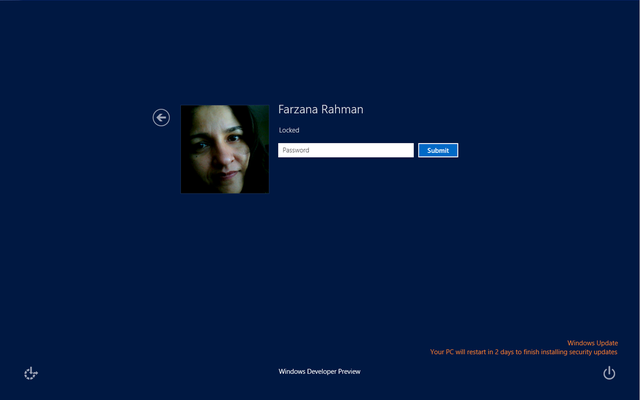 Farzana Rahman
Locked
Password
Submit
Windows Update
Your PC will restart in 2 days to finish installing security updates
Windows Developer Preview